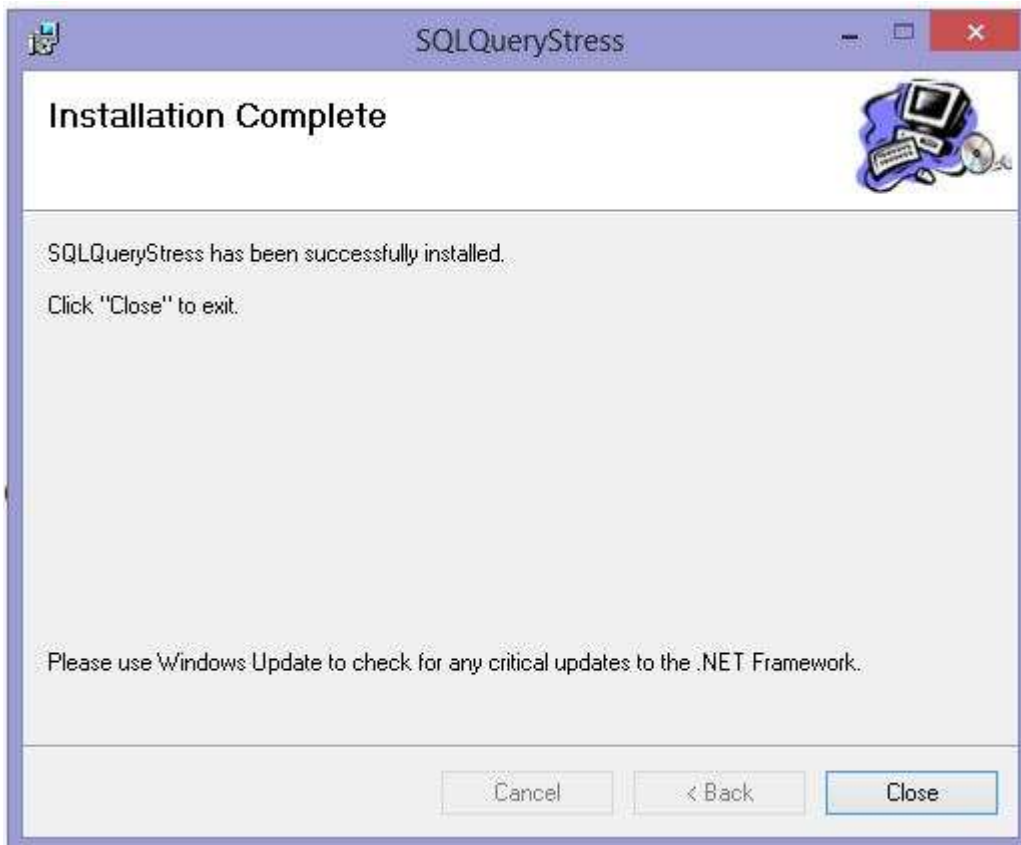 SQLQueryStress
Installation Complete
SQLQueryStress has been successfully installed.
Click "Close" to exit.
Please use Windows Update to check for any critical updates to the .NET Framework.
Cancel
< Back
Close